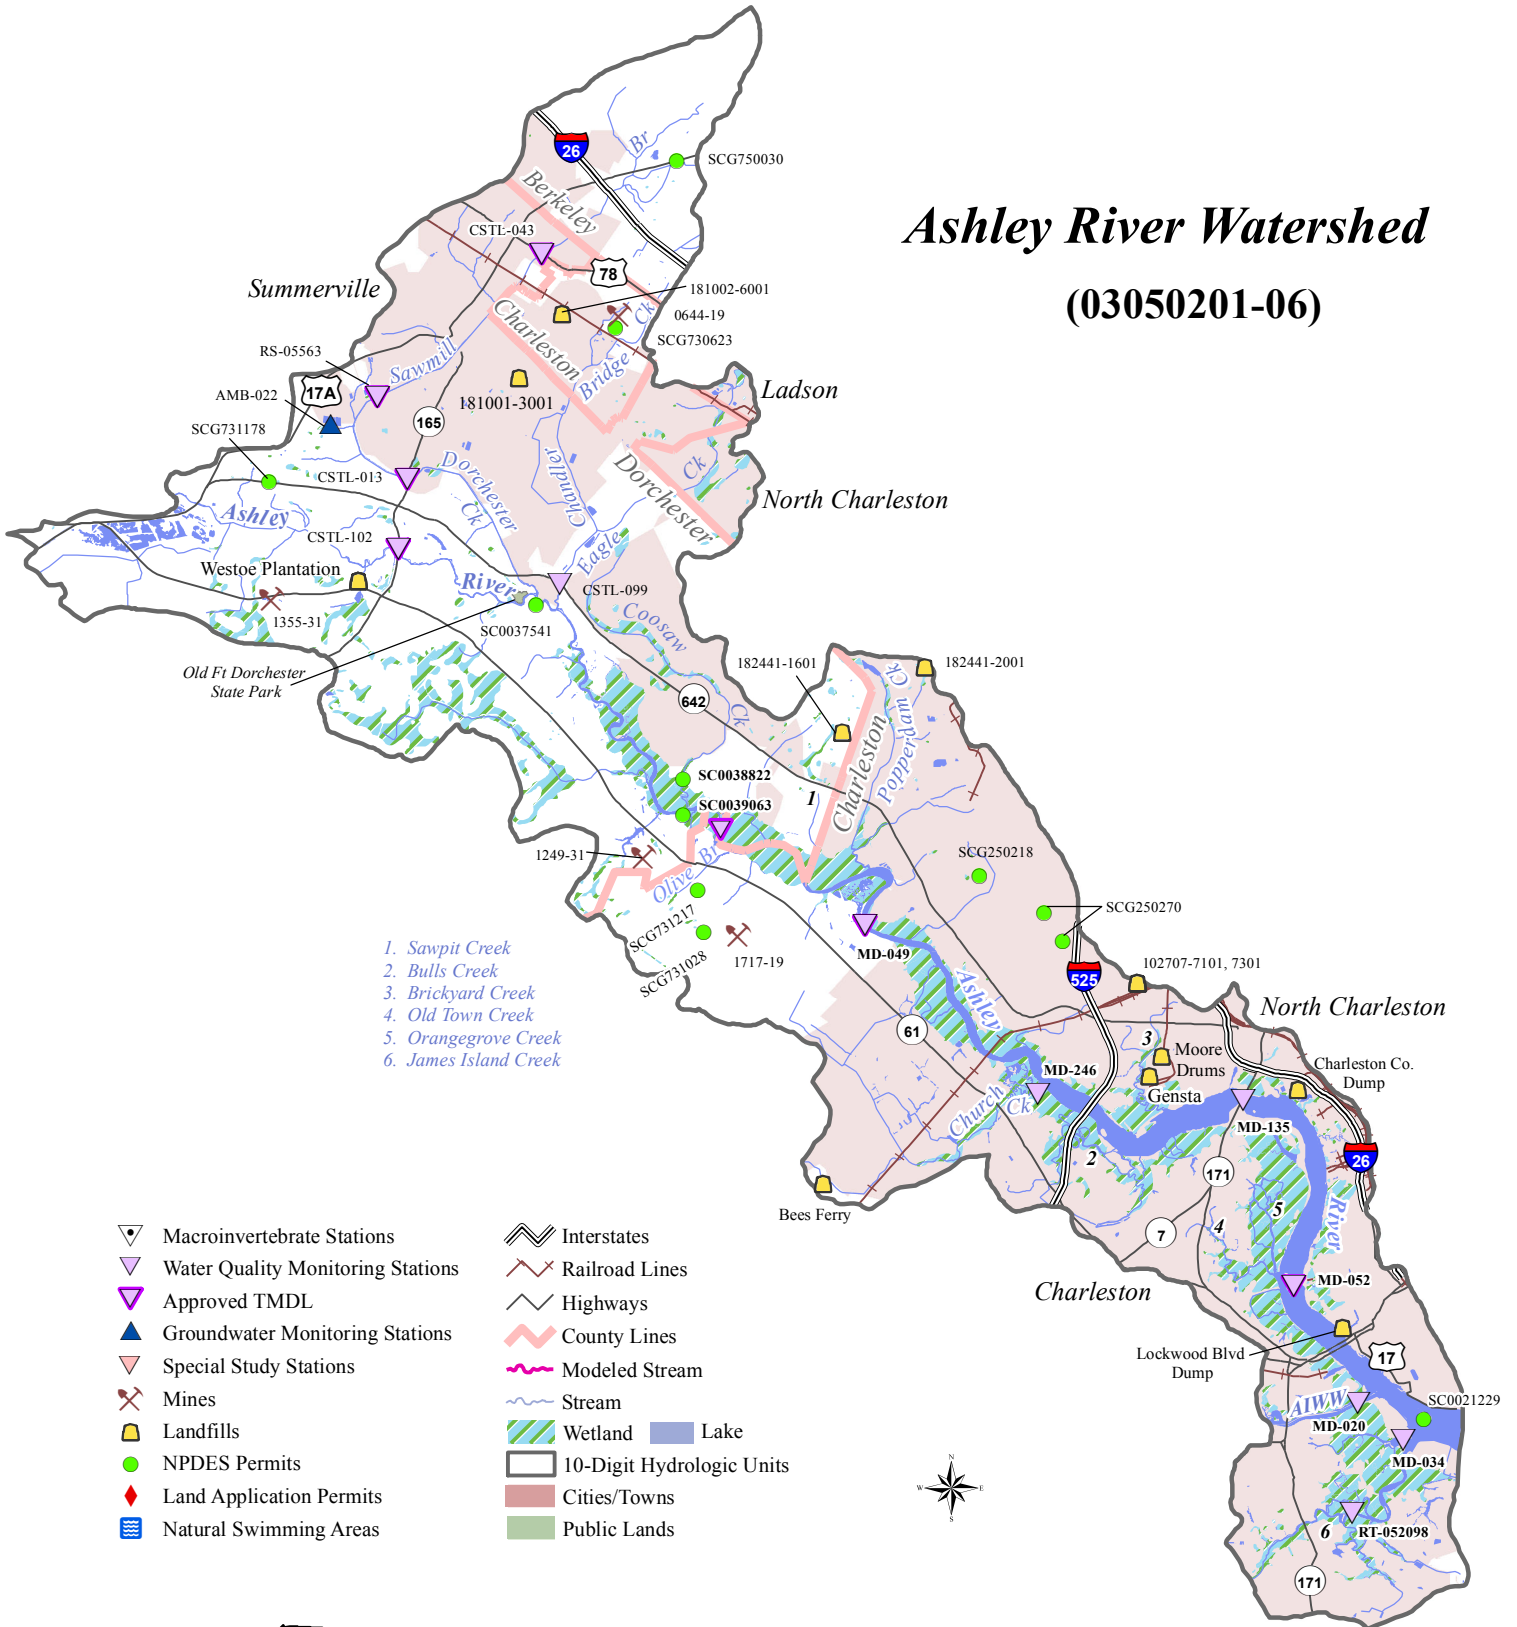 Ashley River Watershed
(03050201-06)
26
Br
SCG750030
Berkeley
CSTL-043
78
Summerville
181002-6001
0644-19
Ck
SCG730623
Charleston
Bridge
RS-05563
Sawmill
17A
AMB-022
Ladson
181001-3001
165
SCG731178
CSTL-013
Dorchester
Ck
Chandler
Ck
Dorchester
North Charleston
Ashley
CSTL-102
Eagle
Westoe Plantation
River
CSTL-099
1355-31
SC0037541
Coosaw
Ck
Old Ft Dorchester
State Park
182441-1601
182441-2001
642
Charleston
Popperdam Ck
SC0038822
1
SC0039063
1249-31
Olive Br
SCG250218
SCG731217
SCG250270
SCG731028
1717-19
MD-049
102707-7101, 7301
525
Ashley
North Charleston
1. Sawpit Creek
2. Bulls Creek
3. Brickyard Creek
4. Old Town Creek
5. Orangegrove Creek
6. James Island Creek
61
3
Moore
Drums
Charleston Co.
Dump
MD-246
Gensta
Church
Ck
MD-135
2
26
171
Bees Ferry
5
4
River
7
MD-052
Charleston
Lockwood Blvd
Dump
17
AIWW
SC0021229
MD-020
MD-034
6
RT-052098
171
Macroinvertebrate Stations
Water Quality Monitoring Stations
Approved TMDL
Groundwater Monitoring Stations
Special Study Stations
Mines
Landfills
NPDES Permits
Land Application Permits
Natural Swimming Areas
Interstates
Railroad Lines
Highways
County Lines
Modeled Stream
Stream
Wetland
Lake
10-Digit Hydrologic Units
Cities/Towns
Public Lands
N
W
E
S